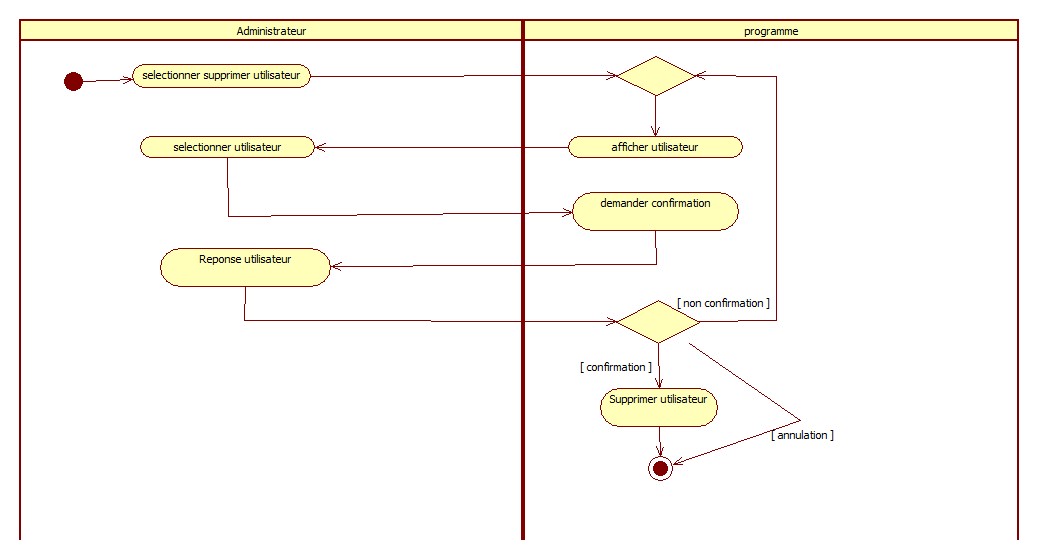 Administrateur
programme
selectionner supprimer utilisateur
selectionner utilisateur
afficher utilisateur
demander confirmation
Reponse utilisateur
[ non confirmation ]
[ confirmation ]
Supprimer utilisateur
[ annulation ]